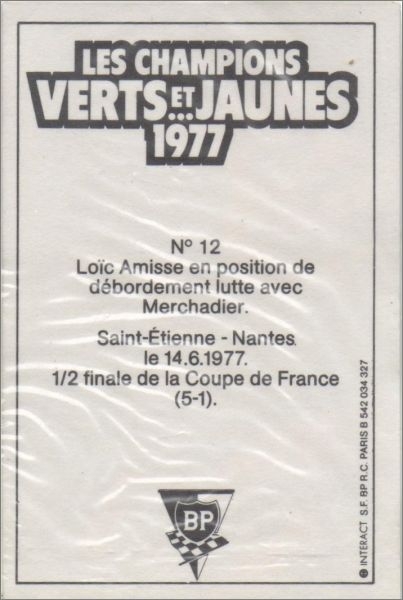 LES CHAMPIONS
VERTS ET JAUNES
...
1977
N° 12
Loïc Amisse en position de
débordement lutte avec
Merchadier.
Saint-Étienne - Nantes
le 14.6.1977.
1/2 finale de la Coupe de France
(5-1).
BP
INTERACT S.F. BP R.C. PARIS B 542 034 327